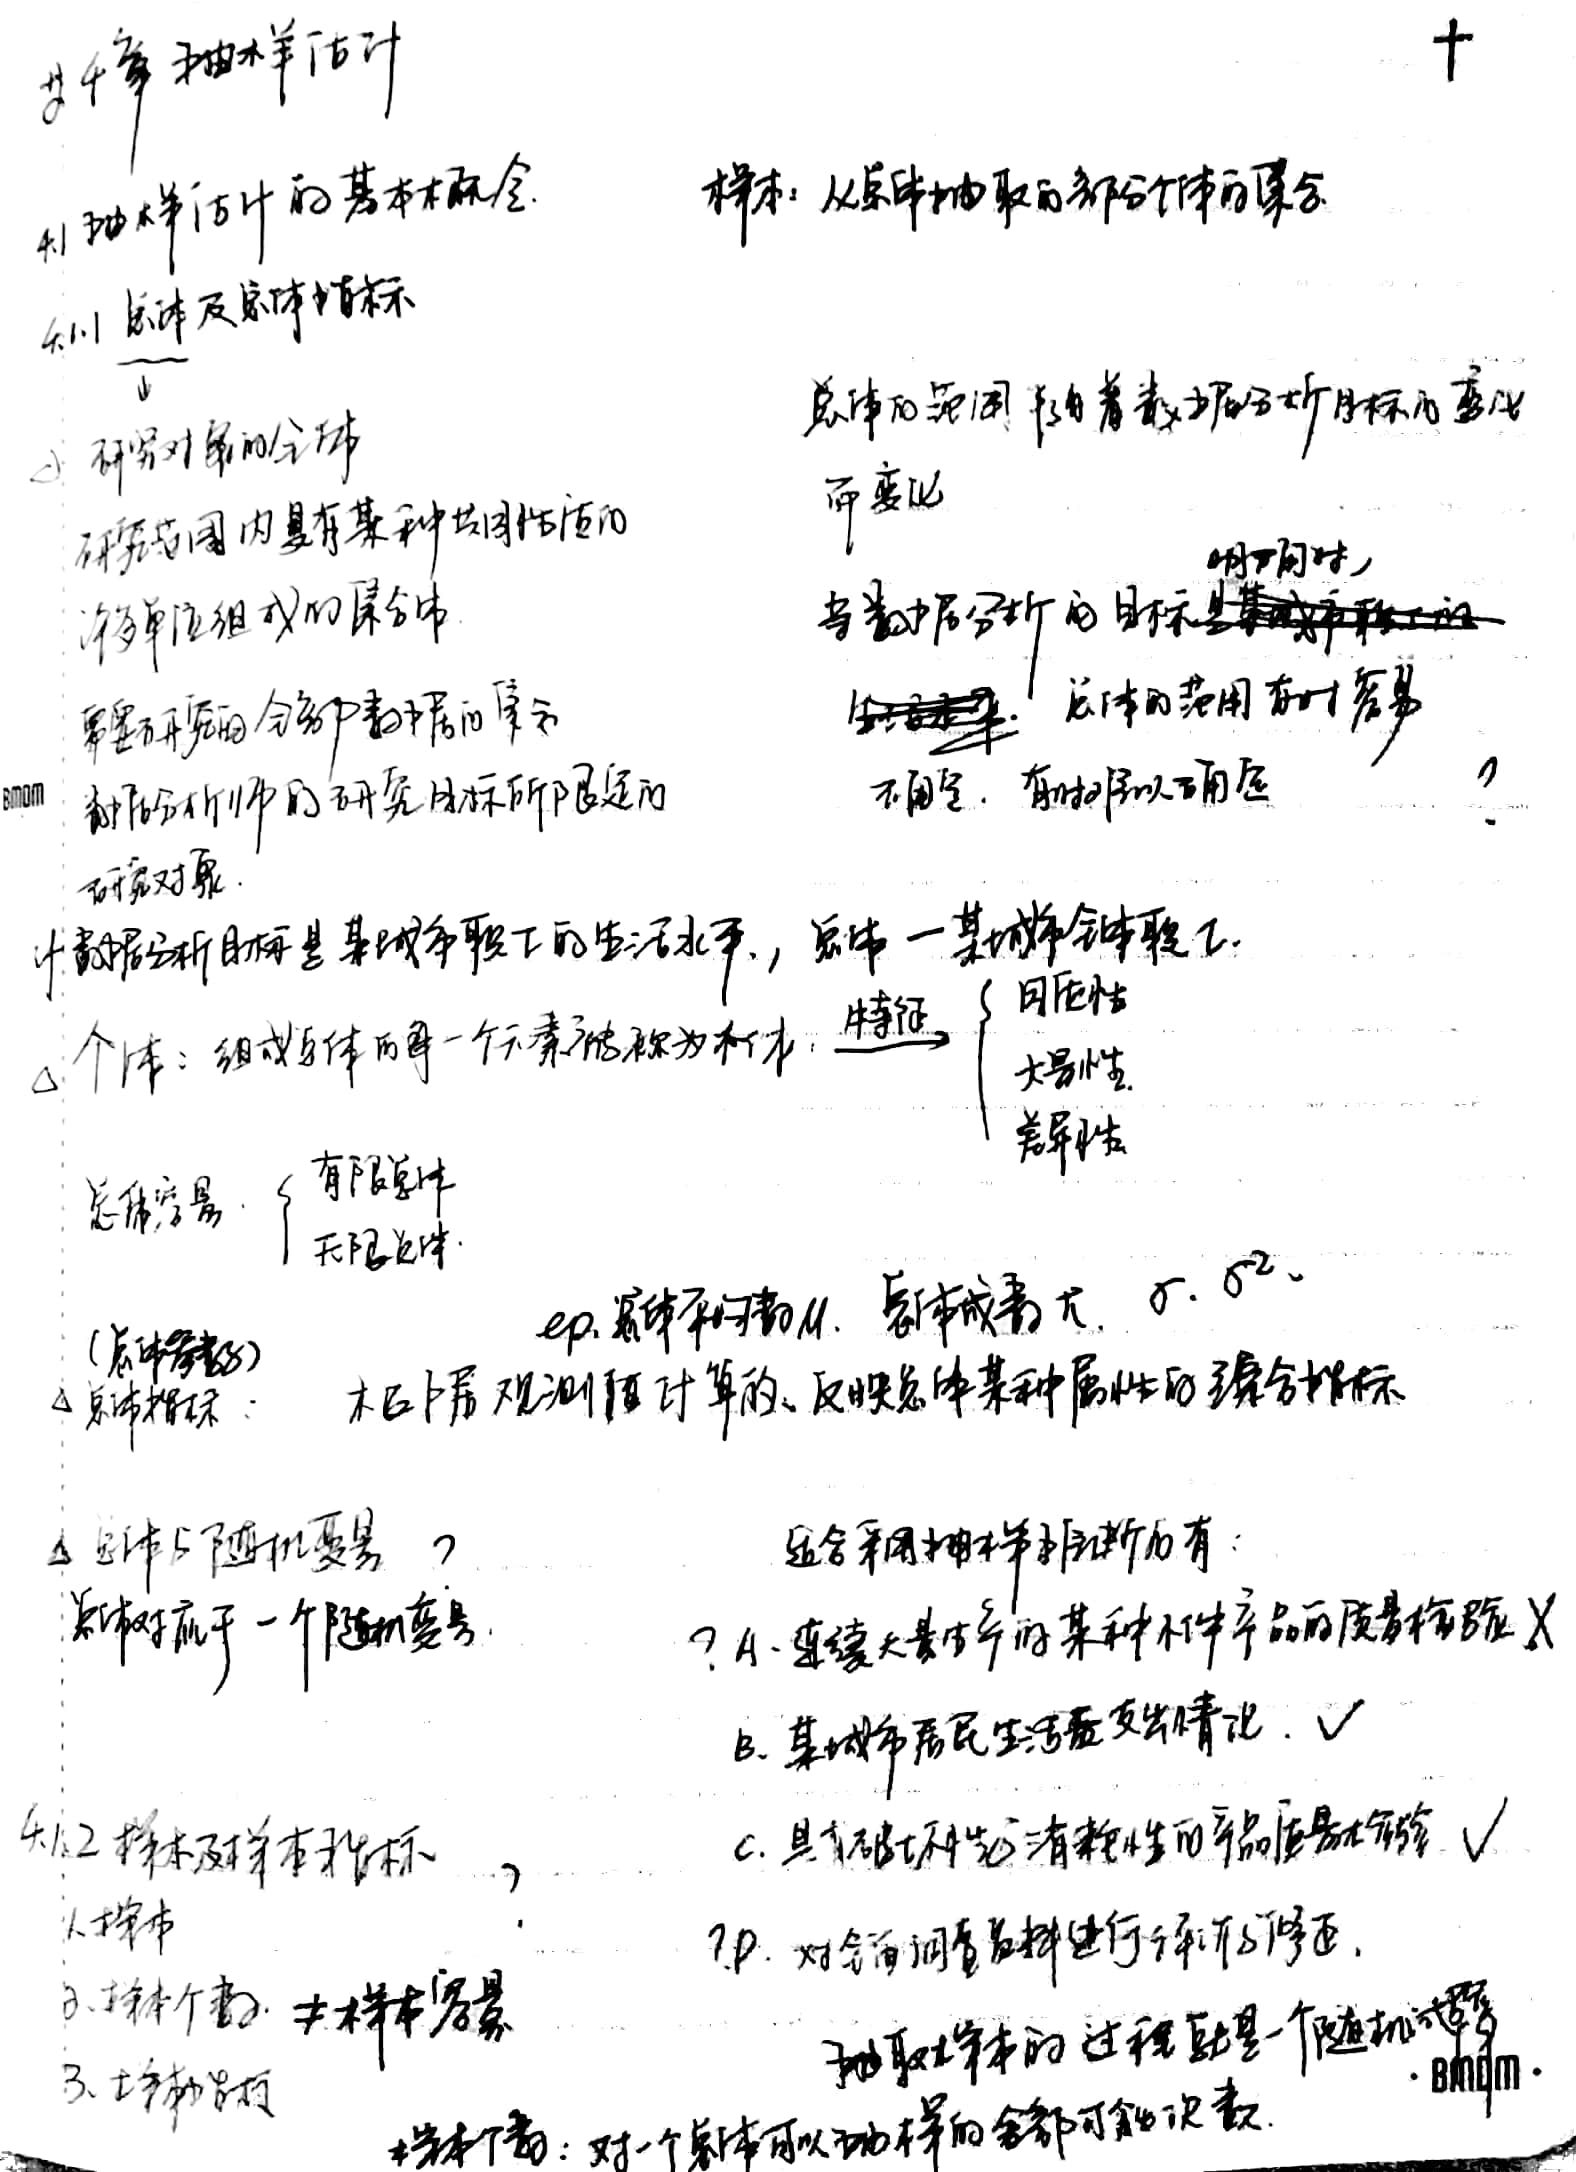 第4章 抽样估计
4.1 抽样估计的基本概念.
样本：从总体抽取的部分个体的集合.
4.1.1 总体及总体指标
↓
研究对象的全体
研究范围内具有某种共同性质的
许多单位组成的集合体.
需要研究的全部数据的集合
数据分析师的研究目标所限定的
研究对象.
总体的范围随着数据分析目标的变化
而变化
明确时，
当数据分析的目标
总体的范围有时容易
确定. 有时难以确定 ?
数据分析目标是某城市职工的生活水平, 总体—某城市全体职工.
△ 个体：组成总体的每一个元素 称为个体. 特征 { 同质性
大量性.
差异性
总体容量. { 有限总体
无限总体.
ep. 总体平均数μ. 总体成数π. σ. σ²、
(总体参数)
△ 总体指标： 根据观测值计算的、反映总体某种属性的综合指标
△ 总体与随机变量 ?
总体对应于一个随机变量.
适合采用抽样推断的有：
? A. 连续大量生产的某种小件产品的质量检验 X
B. 某城市居民生活费支出情况. ✓
C. 具有破坏性与消耗性的产品质量检验 ✓
? D. 对全面调查资料进行评价与修正.
4.1.2 样本及样本指标 ?
1. 样本
2. 样本个数. ≠样本容量
3. 样本指标
抽取样本的过程就是一个随机试验
样本个数：对一个总体可以抽样的全部可能次数.
BMQM
·BMQM·